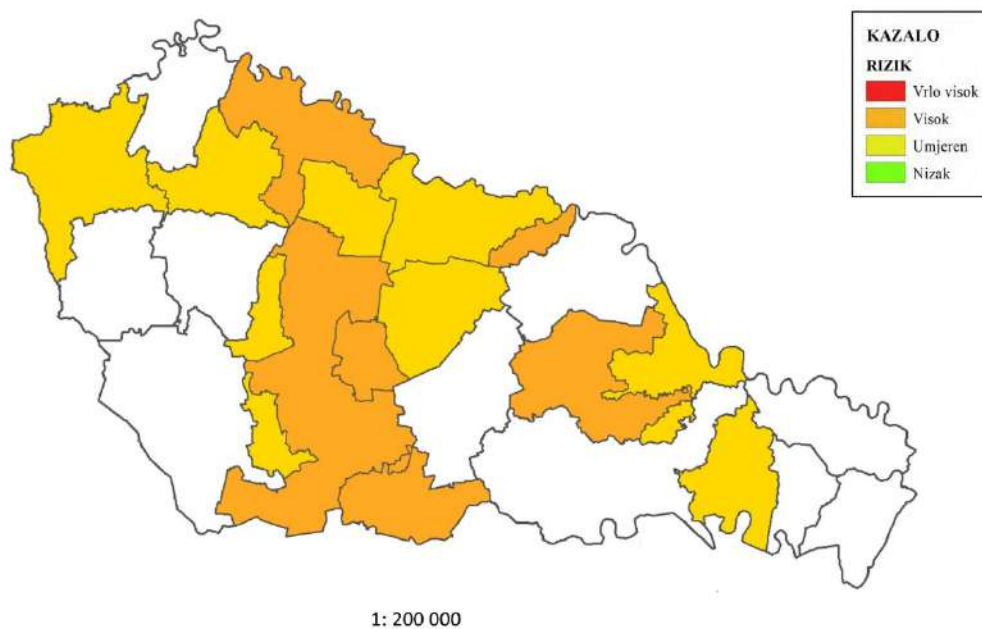 KAZALO
RIZIK
Vrlo visok
Visok
Umjeren
Nizak
1: 200 000